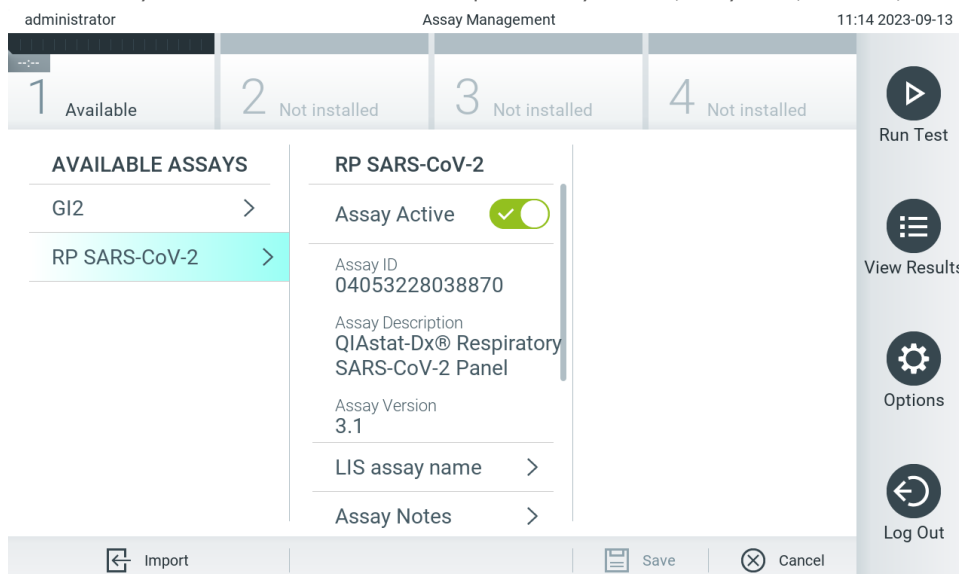 administrator
Assay Management
11:14 2023-09-13
--:--
1 Available
2 Not installed
3 Not installed
4 Not installed
Run Test
View Results
Options
Log Out
AVAILABLE ASSAYS
GI2
RP SARS-CoV-2
RP SARS-CoV-2
Assay Active
Assay ID
04053228038870
Assay Description
QIAstat-Dx® Respiratory
SARS-CoV-2 Panel
Assay Version
3.1
LIS assay name
Assay Notes
Import
Save
Cancel